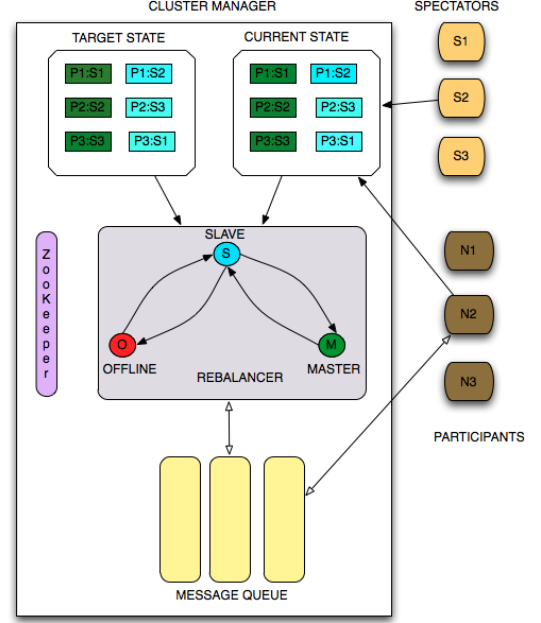 CLUSTER MANAGER
SPECTATORS
TARGET STATE
CURRENT STATE
P1:S1 P1:S2
P2:S2 P2:S3
P3:S3 P3:S1
P1:S1 P1:S2
P2:S2 P2:S3
P3:S3 P3:S1
S1
S2
S3
ZooKeeper
SLAVE
S
O
M
OFFLINE
MASTER
REBALANCER
N1
N2
N3
PARTICIPANTS
MESSAGE QUEUE